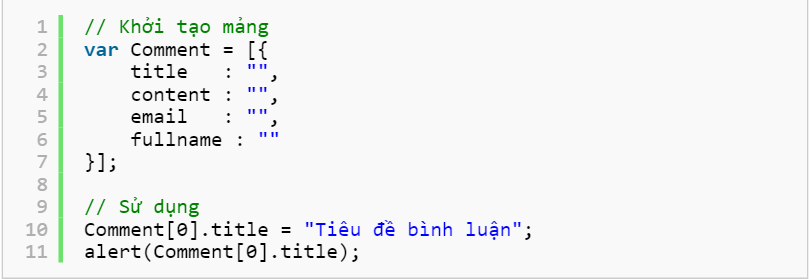 1 // Khởi tạo mảng
2 var Comment = [{
3     title   : "",
4     content : "",
5     email   : "",
6     fullname : ""
7 }];
8
9 // Sử dụng
10 Comment[0].title = "Tiêu đề bình luận";
11 alert(Comment[0].title);